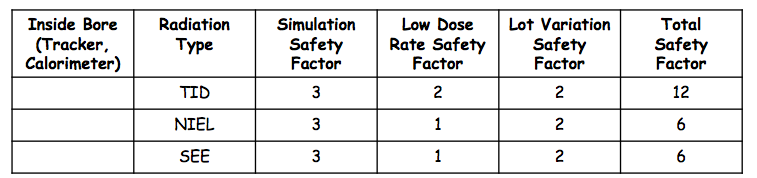 Inside Bore (Tracker, Calorimeter) Radiation Type Simulation Safety Factor Low Dose Rate Safety Factor Lot Variation Safety Factor Total Safety Factor
TID 3 2 2 12
NIEL 3 1 2 6
SEE 3 1 2 6